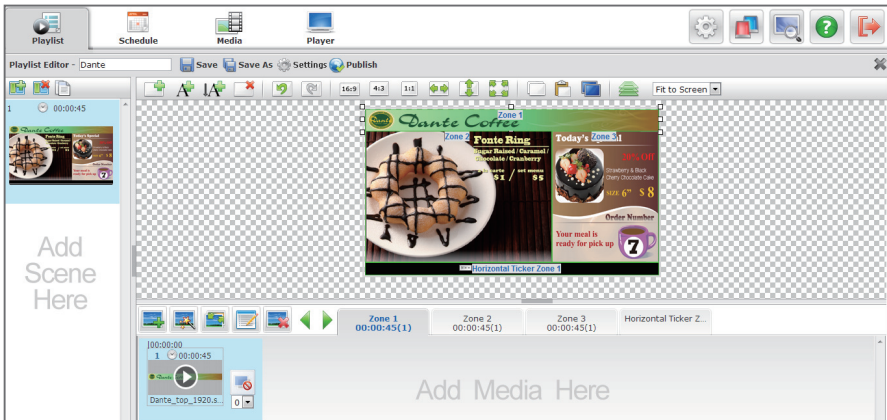 Playlist
Schedule
Media
Player
Playlist Editor - Dante
Save
Save As
Settings
Publish
16:9
4:3
1:1
Fit to Screen
1 00:00:45
Add
Scene
Here
Dante
Dante Coffee
Zone 1
Zone 2
Fonte Ring
Sugar Raised / Caramel /
Chocolate / Cranberry
/ set menus
$1
$5
Today's
Zone 3
Strawberry & Black
Cherry Chocolate Cake
SIZE 6" $ 8
Order Number
Your meal is
ready for pick up
7
Horizontal Ticker Zone 1
Zone 1
00:00:45(1)
Zone 2
00:00:45(1)
Zone 3
00:00:45(1)
Horizontal Ticker Z...
00:00:00
1 00:00:45
Dante_top_1920.s...
0
Add Media Here